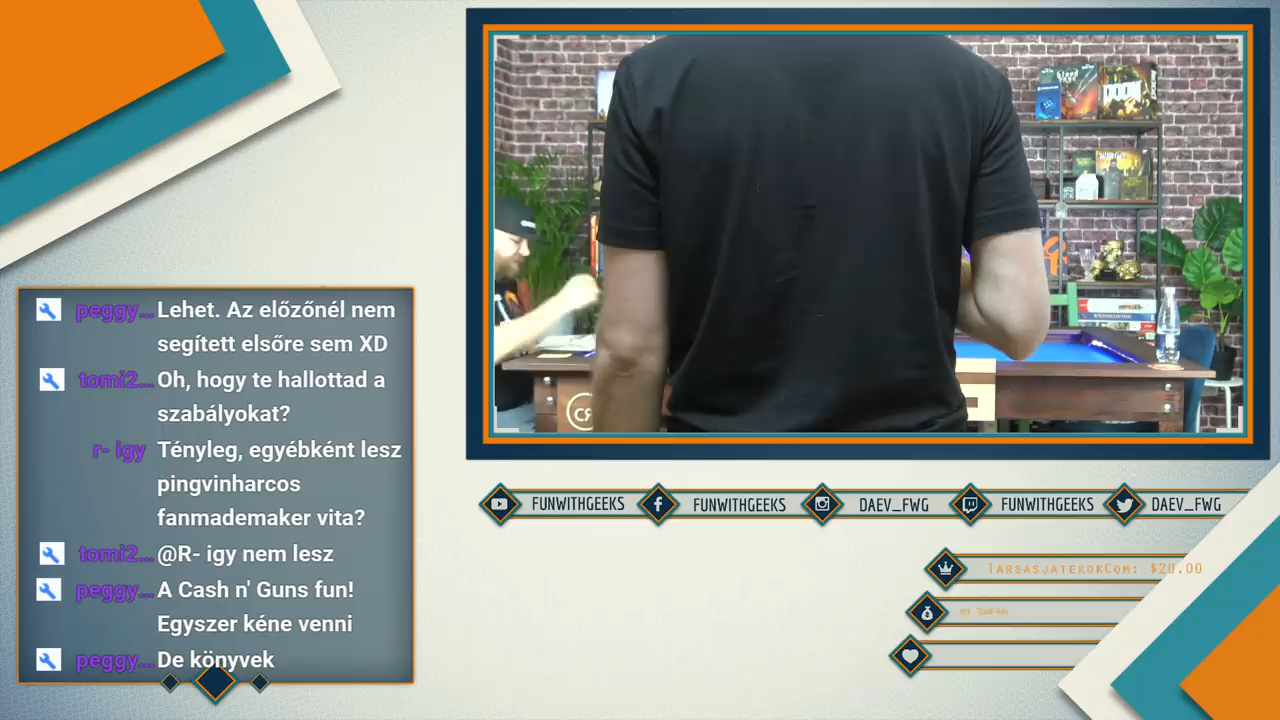 peggy... Lehet. Az előzőnél nem
segített elsőre sem XD
tomi2... Oh, hogy te hallottad a
szabályokat?
r- igy Tényleg, egyébként lesz
pingvinharcos
fanmademaker vita?
tomi2... @R- igy nem lesz
peggy... A Cash n' Guns fun!
Egyszer kéne venni
peggy... De könyvek
DOOM
FUNWITHGEEKS FUNWITHGEEKS DAEV_FWG FUNWITHGEEKS DAEV_FWG
TARSASJATEKOKCOM: $20.00